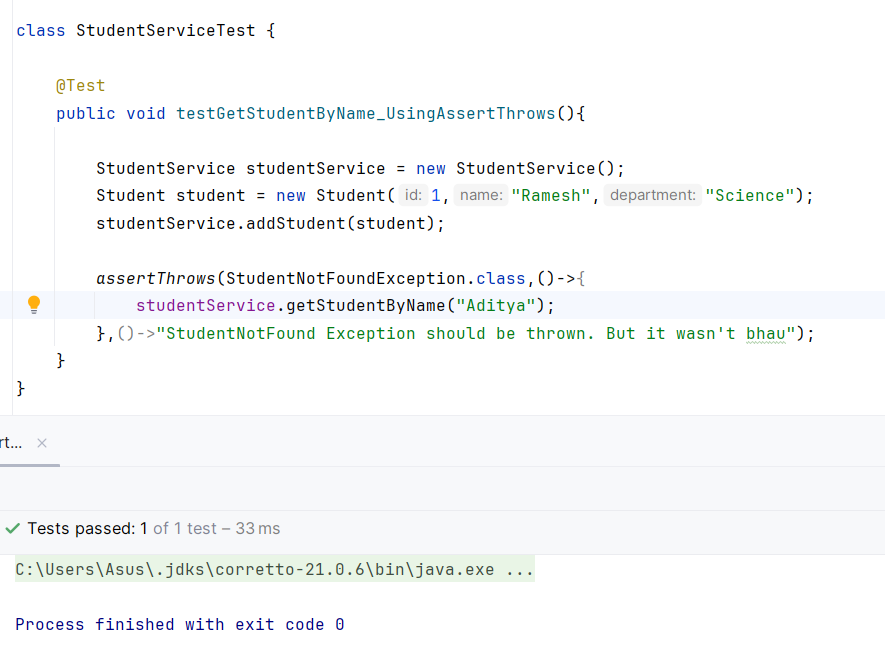 class StudentServiceTest {
@Test
public void testGetStudentByName_UsingAssertThrows(){
StudentService studentService = new StudentService();
Student student = new Student( id: 1, name: "Ramesh", department: "Science");
studentService.addStudent(student);
assertThrows(StudentNotFoundException.class,()->{
studentService.getStudentByName("Aditya");
},()->"StudentNotFound Exception should be thrown. But it wasn't bhau");
}
}
rt...
Tests passed: 1 of 1 test – 33 ms
C:\Users\Asus\.jdks\corretto-21.0.6\bin\java.exe ...
Process finished with exit code 0